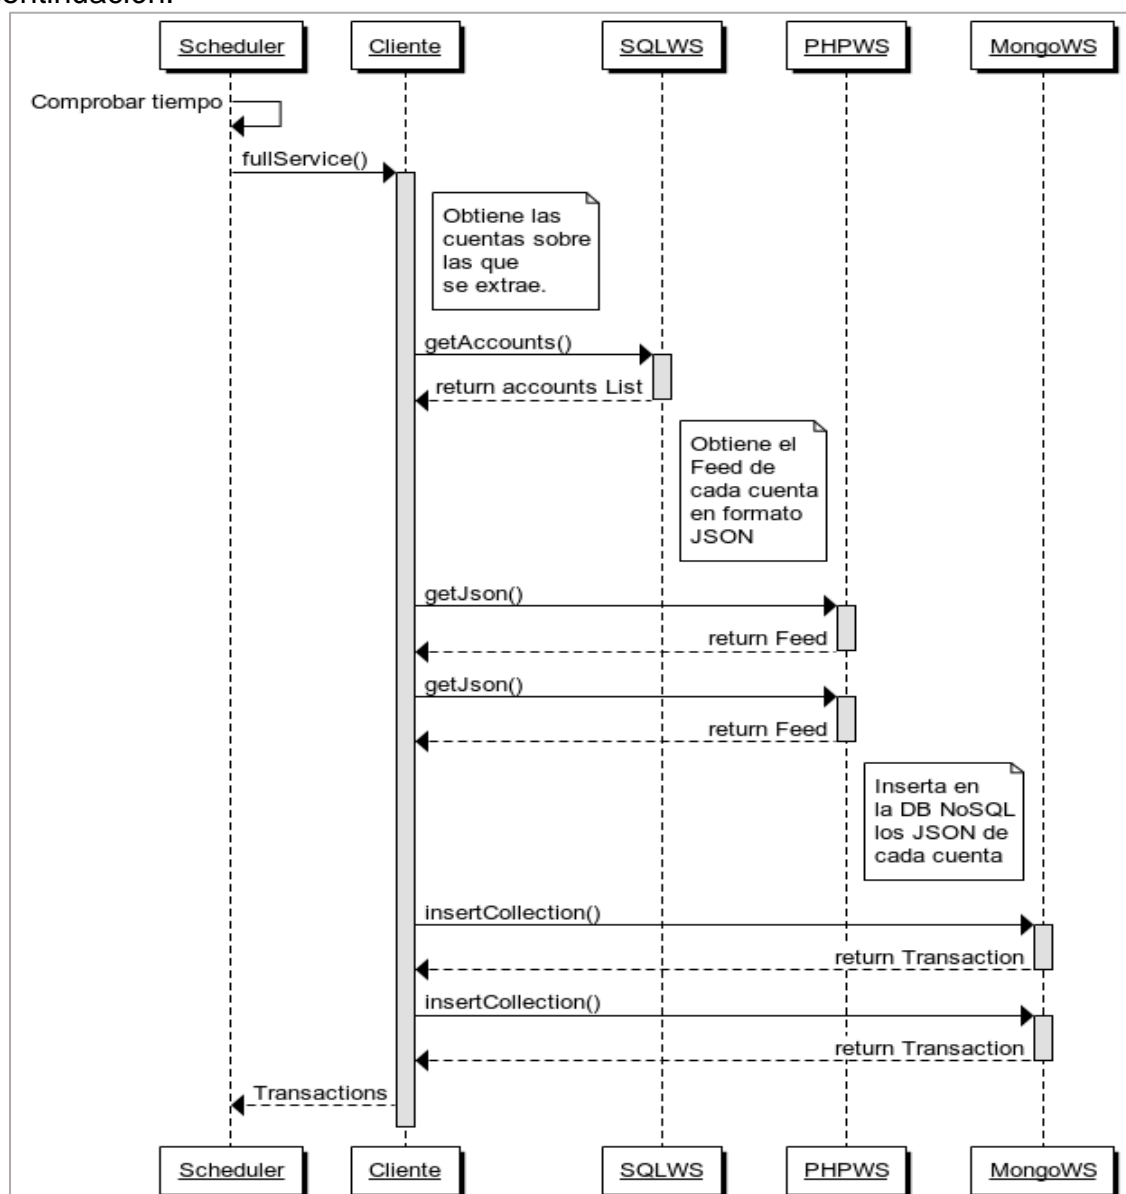 continuación.
Scheduler
Cliente
SQLWS
PHPWS
MongoWS
Comprobar tiempo
fullService()
Obtiene las
cuentas sobre
las que
se extrae.
getAccounts()
return accounts List
Obtiene el
Feed de
cada cuenta
en formato
JSON
getJson()
return Feed
getJson()
return Feed
Inserta en
la DB NoSQL
los JSON de
cada cuenta
insertCollection()
return Transaction
insertCollection()
return Transaction
Transactions
Scheduler
Cliente
SQLWS
PHPWS
MongoWS